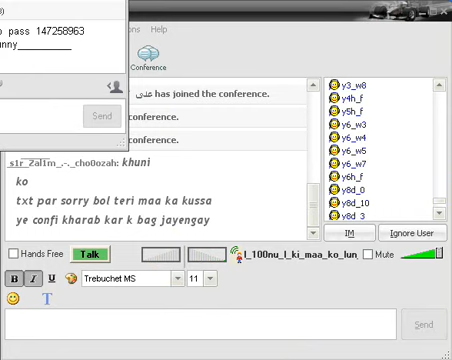 pass 147258963
Help
Conference
Send
على has joined the conference.
conference.
conference.
s1r_Zal1m_.-._cho0ozah: khuni
ko
txt par sorry bol teri maa ka kussa
ye confi kharab kar k bag jayengay
y3_w8
y4h_f
y5h_f
y6_w3
y6_w4
y6_w5
y6_w7
y6h_f
y8d_0
y8d_10
y8d_3
IM
Ignore User
Hands Free
Talk
l_100nu_l_ki_maa_ko_lun
Mute
B I U
Trebuchet MS
11
T
Send